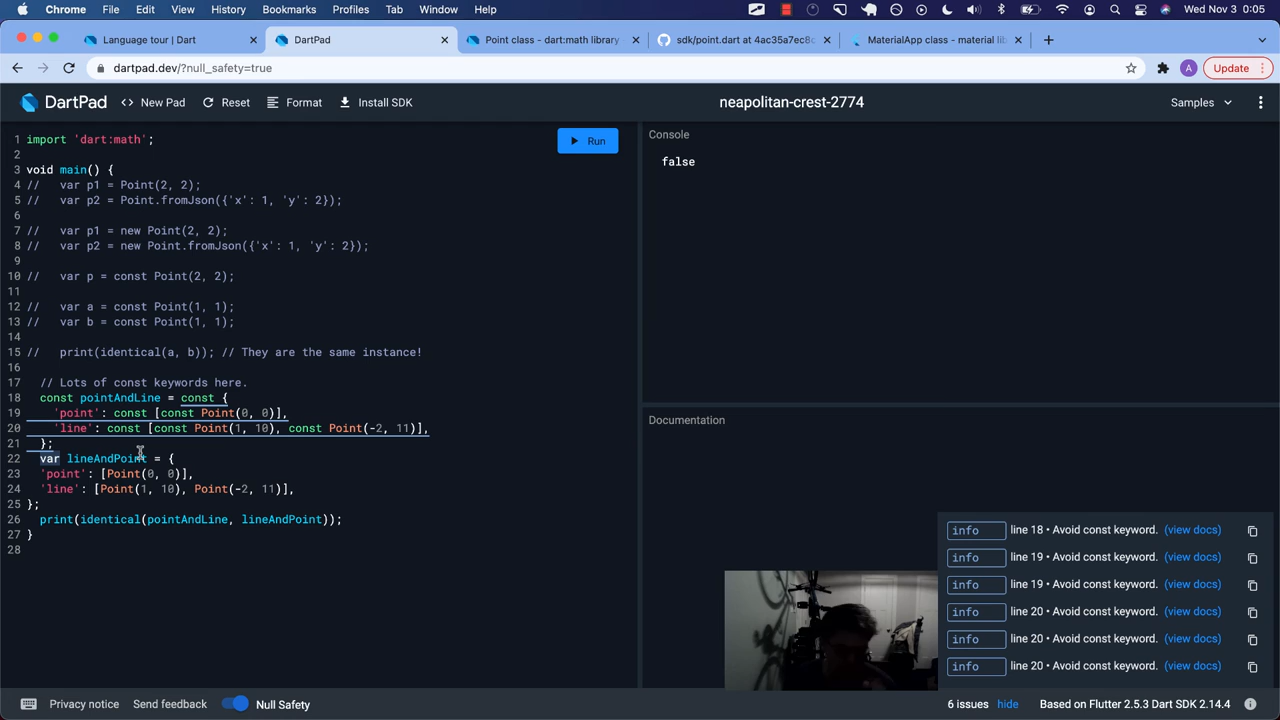 Chrome File Edit View History Bookmarks Profiles Tab Window Help Wed Nov 3 0:05
Language tour | Dart
DartPad
Point class - dart:math library
sdk/point.dart at 4ac35a7ec8c
MaterialApp class - material lib
dartpad.dev/?null_safety=true
A
Update
DartPad
New Pad
Reset
Format
Install SDK
neapolitan-crest-2774
Samples
Run
1 import 'dart:math';
2
3 void main() {
4 // var p1 = Point(2, 2);
5 // var p2 = Point.fromJson({'x': 1, 'y': 2});
6
7 // var p1 = new Point(2, 2);
8 // var p2 = new Point.fromJson({'x': 1, 'y': 2});
9
10 // var p = const Point(2, 2);
11
12 // var a = const Point(1, 1);
13 // var b = const Point(1, 1);
14
15 // print(identical(a, b)); // They are the same instance!
16
17 // Lots of const keywords here.
18 const pointAndLine = const {
19 'point': const [const Point(0, 0)],
20 'line': const [const Point(1, 10), const Point(-2, 11)],
21 };
22 var lineAndPoint = {
23 'point': [Point(0, 0)],
24 'line': [Point(1, 10), Point(-2, 11)],
25 };
26 print(identical(pointAndLine, lineAndPoint));
27 }
28
Console
false
Documentation
info line 18 • Avoid const keyword. (view docs)
info line 19 • Avoid const keyword. (view docs)
info line 19 • Avoid const keyword. (view docs)
info line 20 • Avoid const keyword. (view docs)
info line 20 • Avoid const keyword. (view docs)
info line 20 • Avoid const keyword. (view docs)
Privacy notice
Send feedback
Null Safety
6 issues hide
Based on Flutter 2.5.3 Dart SDK 2.14.4